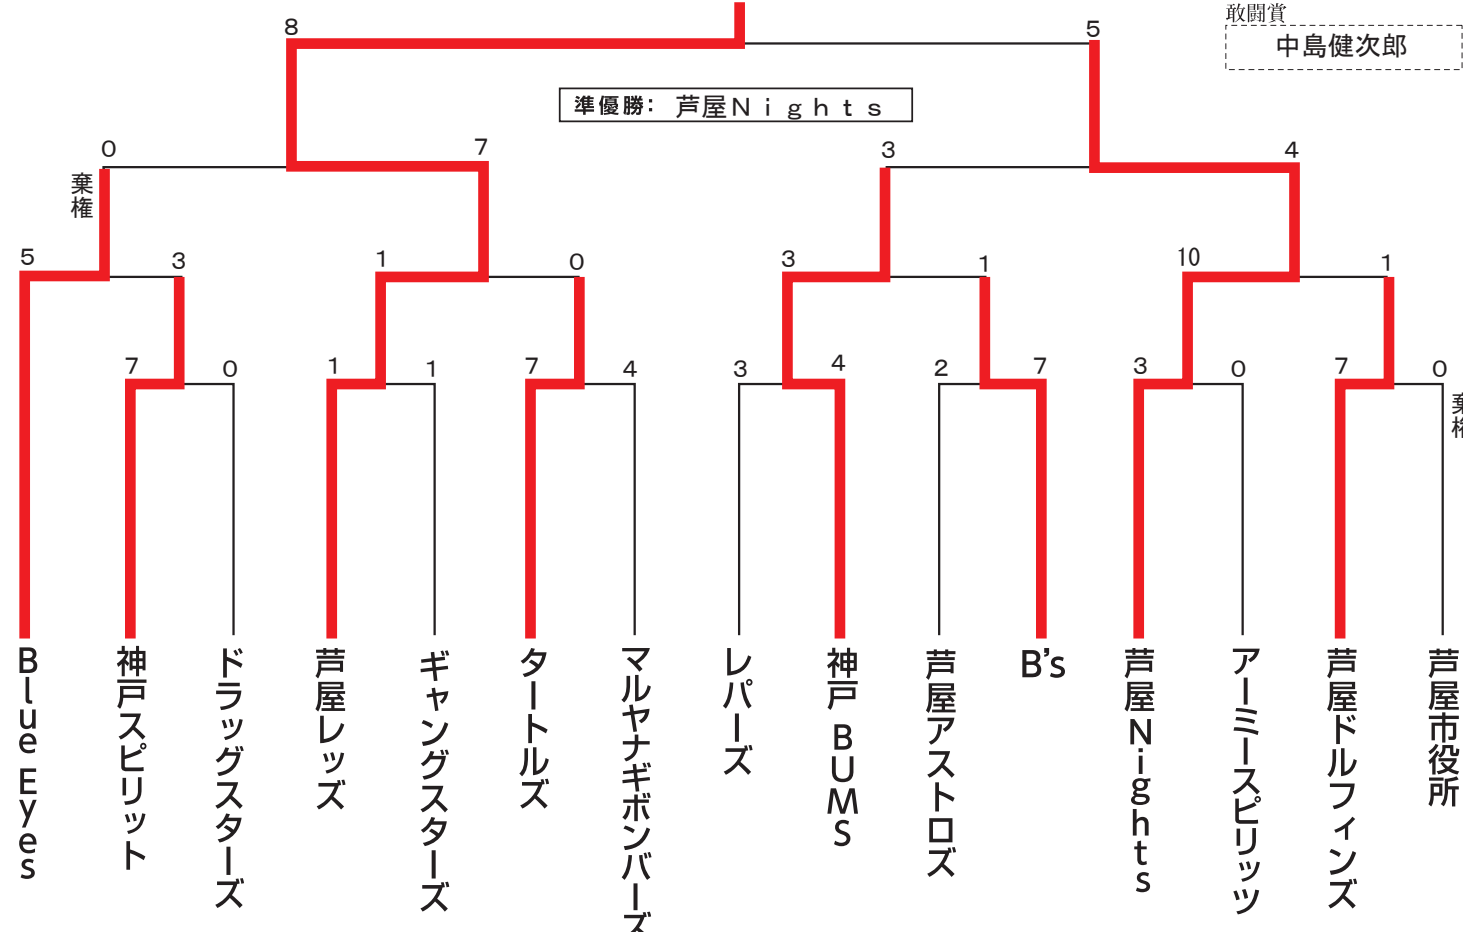 敢闘賞
中島健次郎
8
5
準優勝： 芦屋Ｎｉｇｈｔｓ
0
7
3
4
棄権
5
3
1
0
3
1
10
1
7
0
1
1
7
4
3
4
2
7
3
0
7
0
棄権
Blue Eyes
神戸スピリット
ドラッグスターズ
芦屋レッズ
ギャングスターズ
タートルズ
マルヤナギボンバーズ
レパーズ
神戸 BUMS
芦屋アストロズ
B's
芦屋Nights
アーミースピリッツ
芦屋ドルフィンズ
芦屋市役所